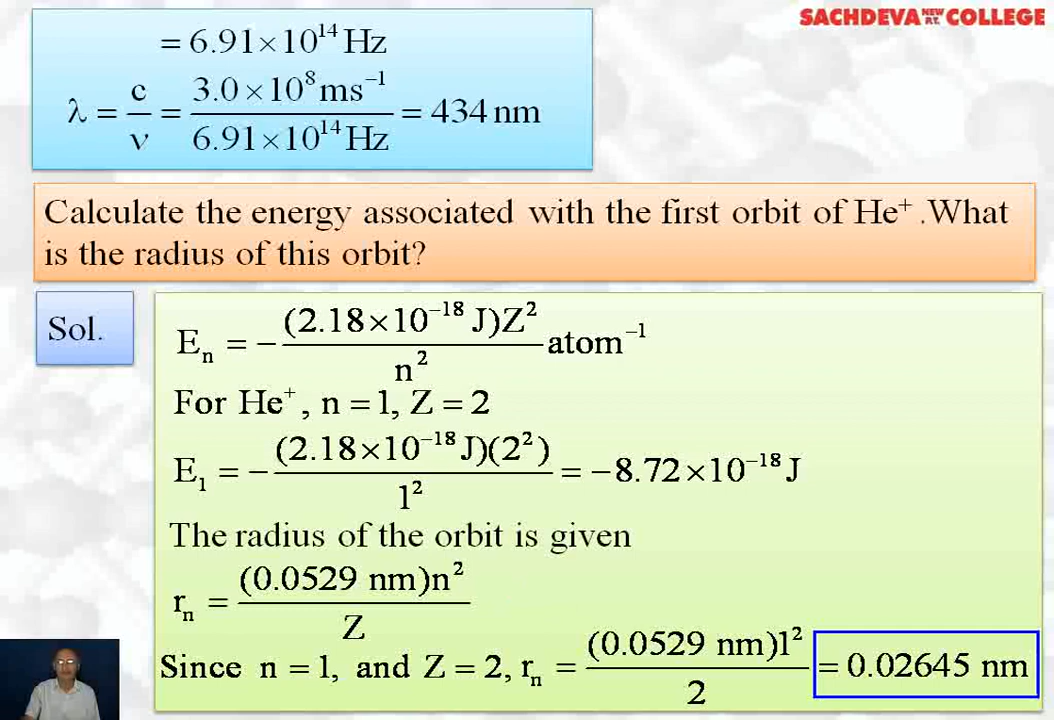 SACHDEVA NEW P.T. COLLEGE
= 6.91×10¹⁴ Hz
λ = c/ν = 3.0×10⁸ ms⁻¹ / 6.91×10¹⁴ Hz = 434 nm
Calculate the energy associated with the first orbit of He⁺ .What
is the radius of this orbit?
Sol.
Eₙ = −(2.18×10⁻¹⁸ J)Z² / n² atom⁻¹
For He⁺, n = 1, Z = 2
E₁ = −(2.18×10⁻¹⁸ J)(2²) / 1² = −8.72×10⁻¹⁸ J
The radius of the orbit is given
rₙ = (0.0529 nm)n² / Z
Since n = 1, and Z = 2, rₙ = (0.0529 nm)1² / 2 = 0.02645 nm